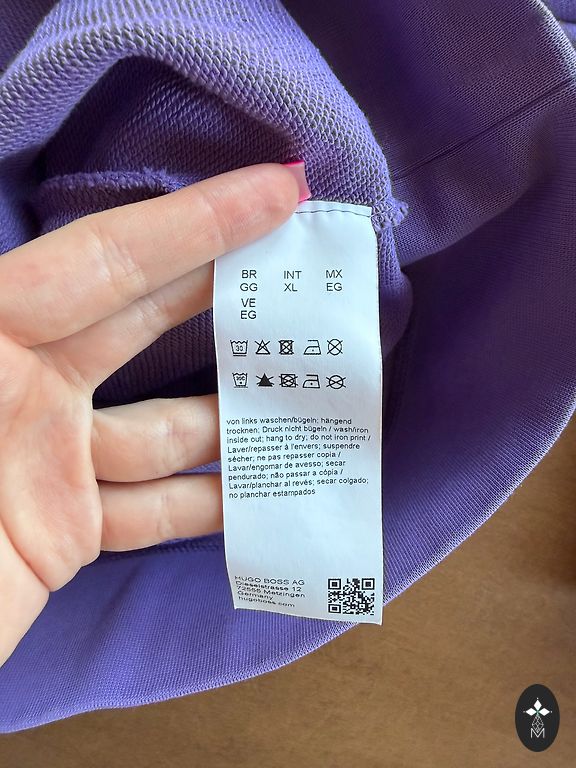 BR INT MX
GG XL EG
VE
EG
30
von links waschen/bügeln; hängend
trocknen; Druck nicht bügeln / wash/iron
inside out; hang to dry; do not iron print /
Laver/repasser à l'envers; suspendre
sécher; ne pas repasser copia /
Lavar/engomar de avesso; secar
pendurado; não passar a cópia /
Lavar/planchar al revés; secar colgado;
no planchar estampados
HUGO BOSS AG
Dieselstrasse 12
72555 Metzingen
Germany
hugoboss.com
M